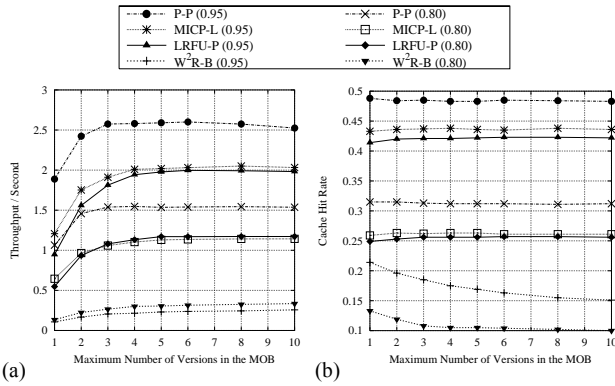 P-P (0.95)
P-P (0.80)
MICP-L (0.95)
MICP-L (0.80)
LRFU-P (0.95)
LRFU-P (0.80)
W²R-B (0.95)
W²R-B (0.80)
3
2.5
2
1.5
1
0.5
0
Throughput / Second
1 2 3 4 5 6 7 8 9 10
Maximum Number of Versions in the MOB
(a)
0.5
0.45
0.4
0.35
0.3
0.25
0.2
0.15
0.1
Cache Hit Rate
1 2 3 4 5 6 7 8 9 10
Maximum Number of Versions in the MOB
(b)